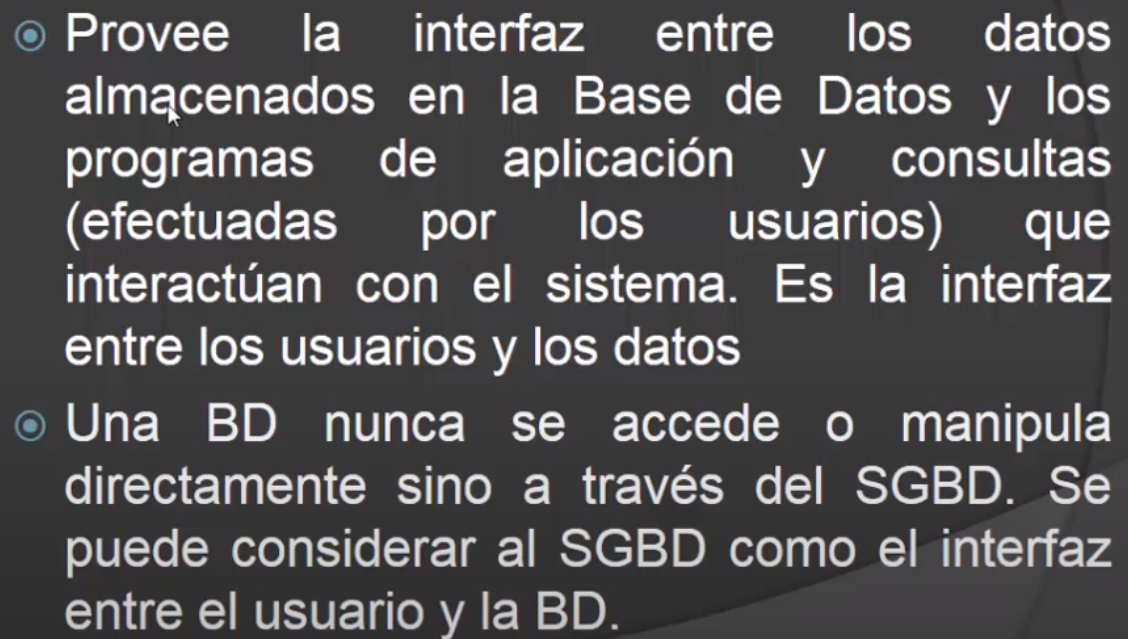 Provee la interfaz entre los datos
almacenados en la Base de Datos y los
programas de aplicación y consultas
(efectuadas por los usuarios) que
interactúan con el sistema. Es la interfaz
entre los usuarios y los datos
Una BD nunca se accede o manipula
directamente sino a través del SGBD. Se
puede considerar al SGBD como el interfaz
entre el usuario y la BD.